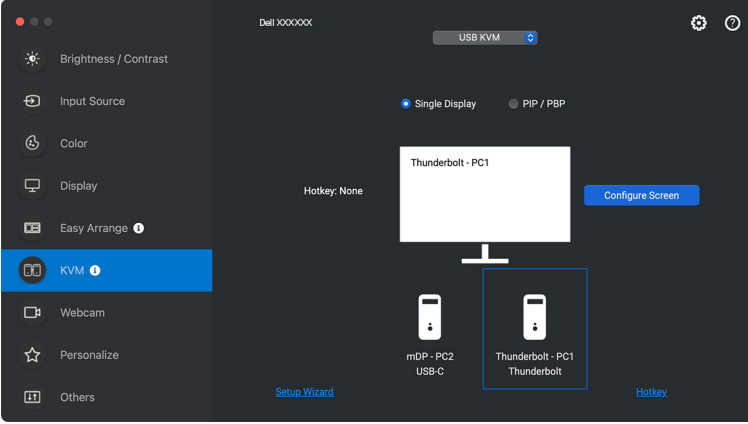 Dell XXXXXX
USB KVM
Brightness / Contrast
Input Source
Color
Display
Easy Arrange
KVM
Webcam
Personalize
Others
Single Display
PIP / PBP
Hotkey: None
Thunderbolt - PC1
Configure Screen
mDP - PC2
USB-C
Thunderbolt - PC1
Thunderbolt
Setup Wizard
Hotkey